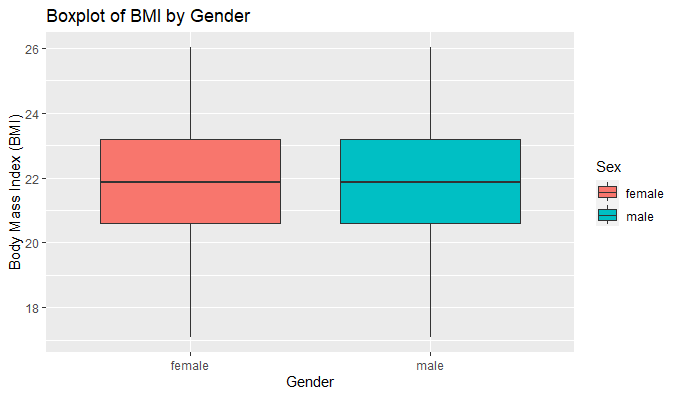 Boxplot of BMI by Gender
Body Mass Index (BMI)
26
24
22
20
18
female
male
Gender
Sex
female
male